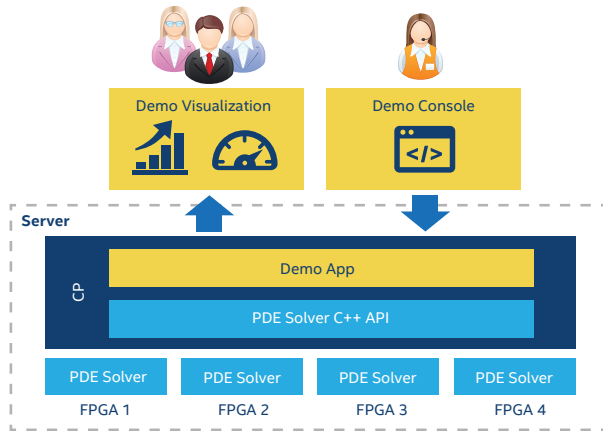 Demo Visualization
Demo Console
</>
Server
CP
Demo App
PDE Solver C++ API
PDE Solver
PDE Solver
PDE Solver
PDE Solver
FPGA 1
FPGA 2
FPGA 3
FPGA 4